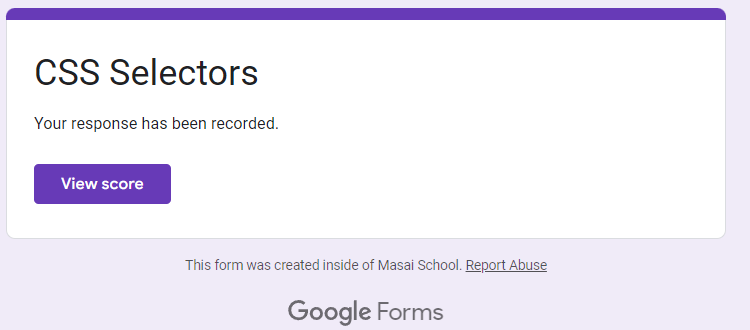 CSS Selectors
Your response has been recorded.
View score
This form was created inside of Masai School. Report Abuse
Google Forms